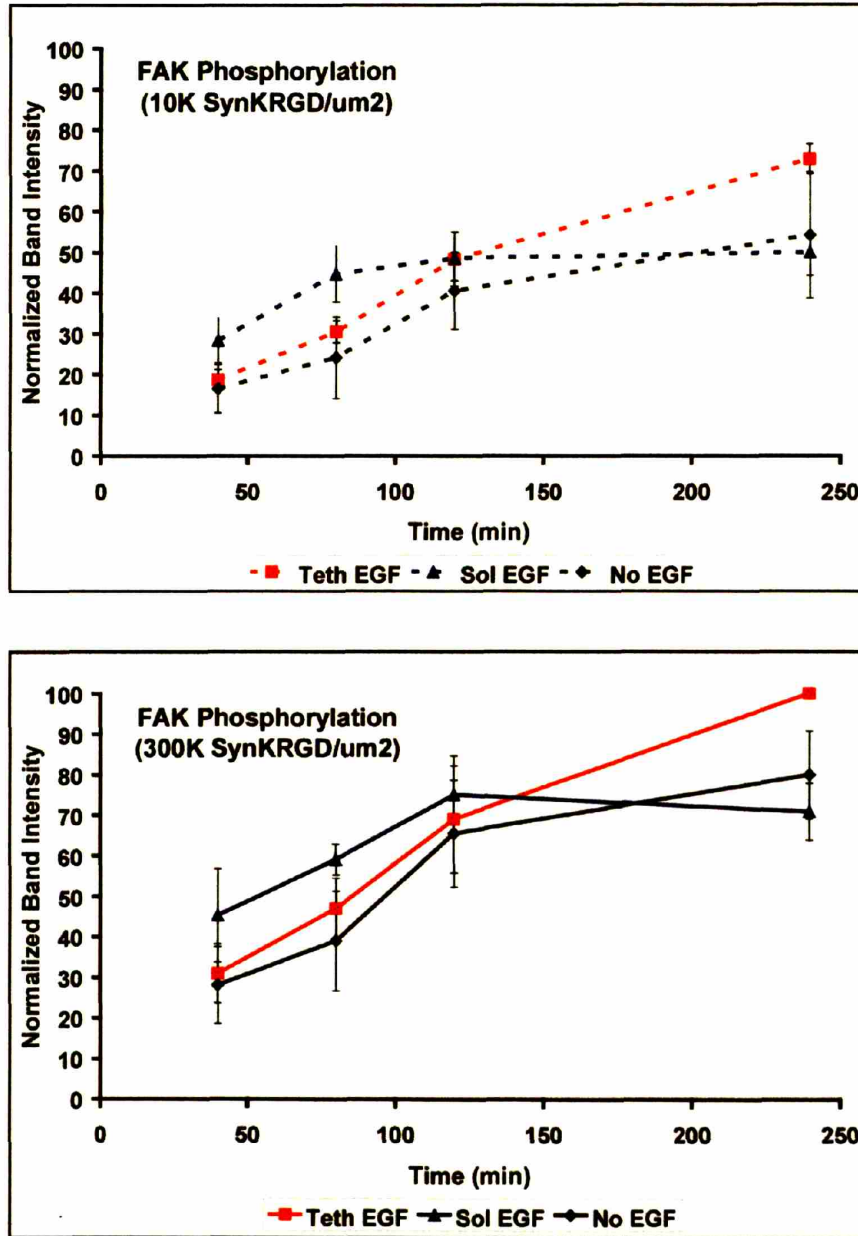 FAK Phosphorylation
(10K SynKRGD/um2)
Normalized Band Intensity
100
90
80
70
60
50
40
30
20
10
0
0 50 100 150 200 250
Time (min)
Teth EGF Sol EGF No EGF
FAK Phosphorylation
(300K SynKRGD/um2)
Normalized Band Intensity
100
90
80
70
60
50
40
30
20
10
0
0 50 100 150 200 250
Time (min)
Teth EGF Sol EGF No EGF